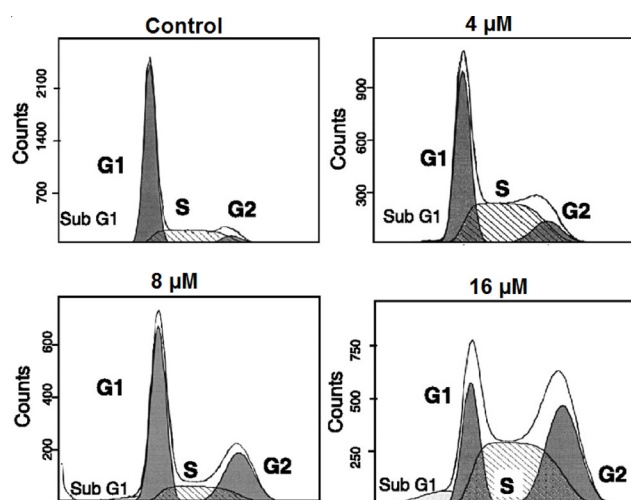 Control
Counts
2100
1400
700
G1
S
G2
Sub G1
4 µM
Counts
900
600
300
G1
S
G2
Sub G1
8 µM
Counts
600
400
200
G1
S
G2
Sub G1
16 µM
Counts
750
500
250
G1
S
G2
Sub G1